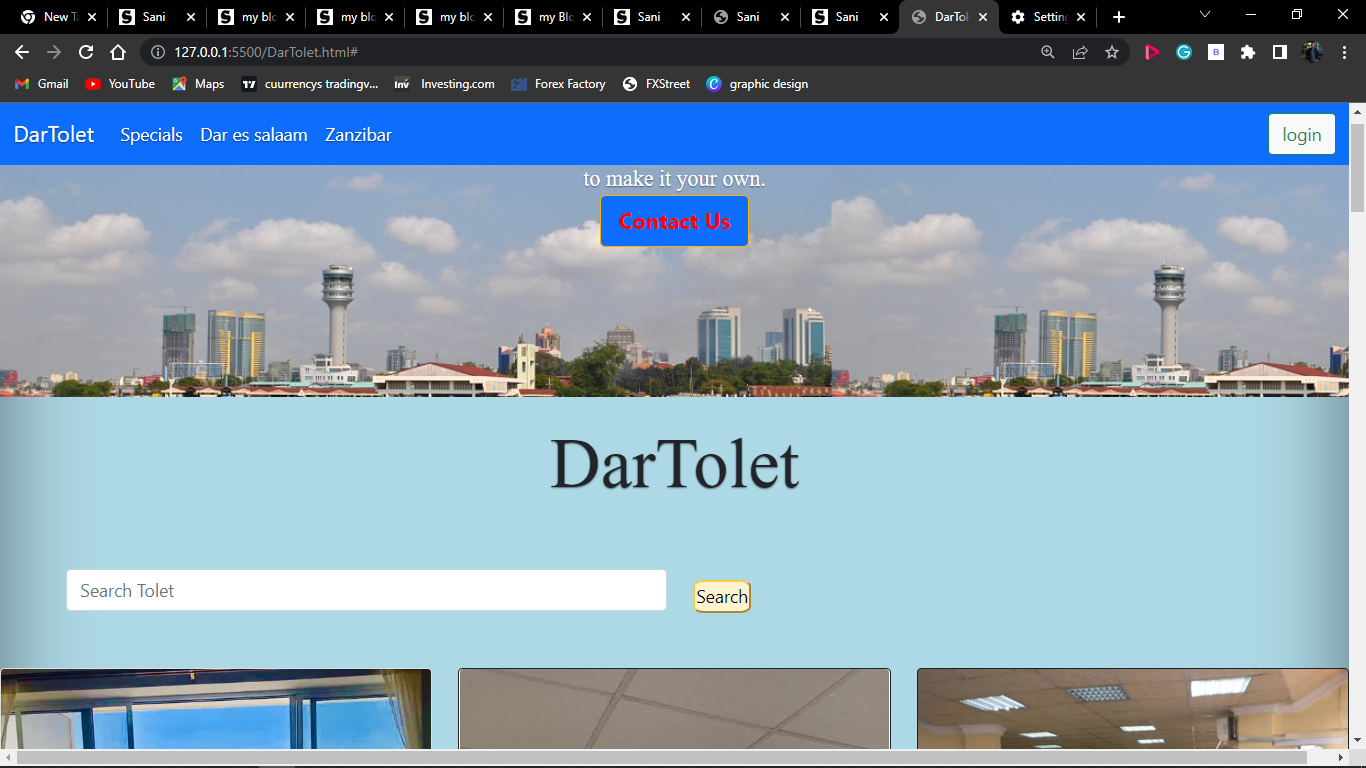 New Ta
Sani
my blo
my blo
my blo
my Blo
Sani
Sani
Sani
DarTol
Setting
127.0.0.1:5500/DarTolet.html#
Gmail
YouTube
Maps
cuurrencys tradingv...
Investing.com
Forex Factory
FXStreet
graphic design
DarTolet
Specials
Dar es salaam
Zanzibar
login
to make it your own.
Contact Us
DarTolet
Search Tolet
Search